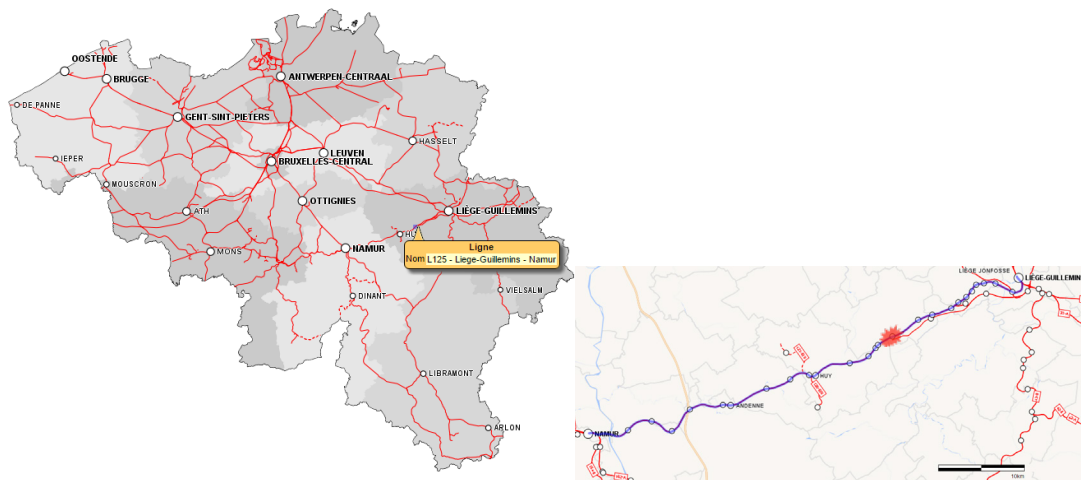 OOSTENDE
BRUGGE
ANTWERPEN-CENTRAAL
DE PANNE
GENT-SINT-PIETERS
HASSELT
LEUVEN
BRUXELLES-CENTRAL
IEPER
MOUSCRON
OTTIGNIES
ATH
LIÈGE-GUILLEMINS
HU
MONS
NAMUR
Ligne
Nom L125 - Liege-Guillemins - Namur
DINANT
VIELSALM
LIBRAMONT
ARLON
LIÈGE JONFOSSE
LIÈGE-GUILLEMIN
HUY
ANDENNE
NAMUR
10km